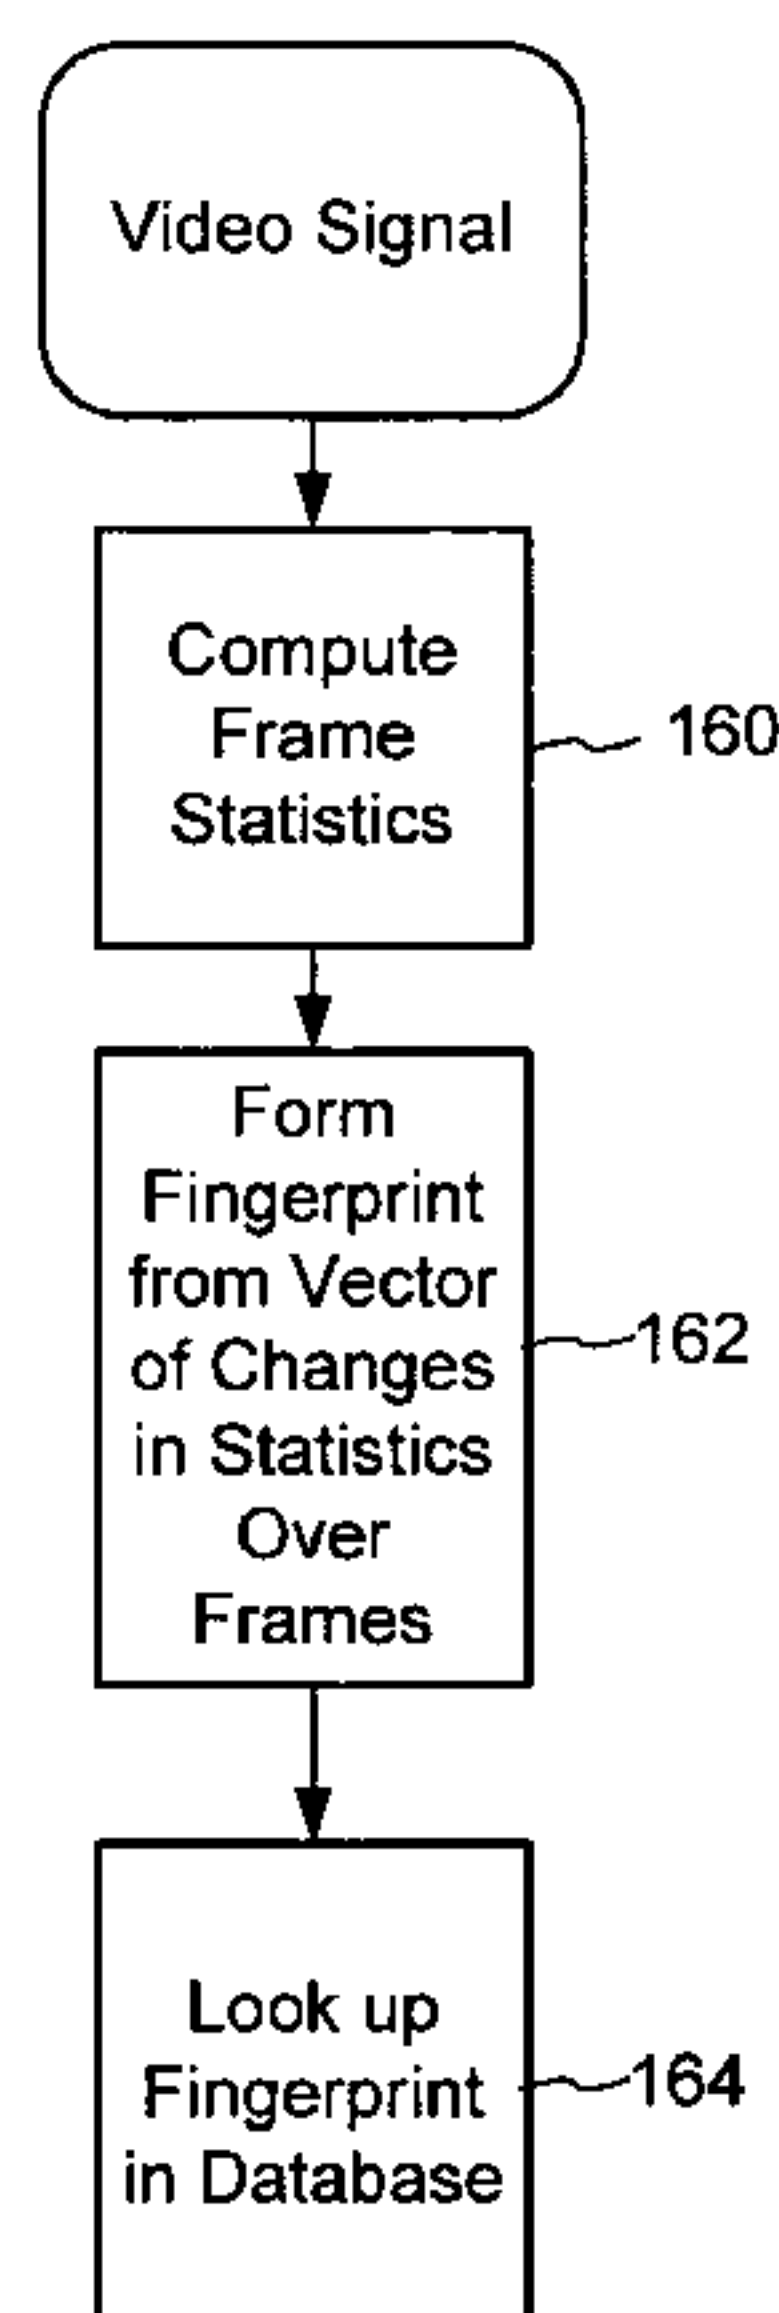 Video Signal
Compute
Frame
Statistics
160
Form
Fingerprint
from Vector
of Changes
in Statistics
Over
Frames
162
Look up
Fingerprint
in Database
164